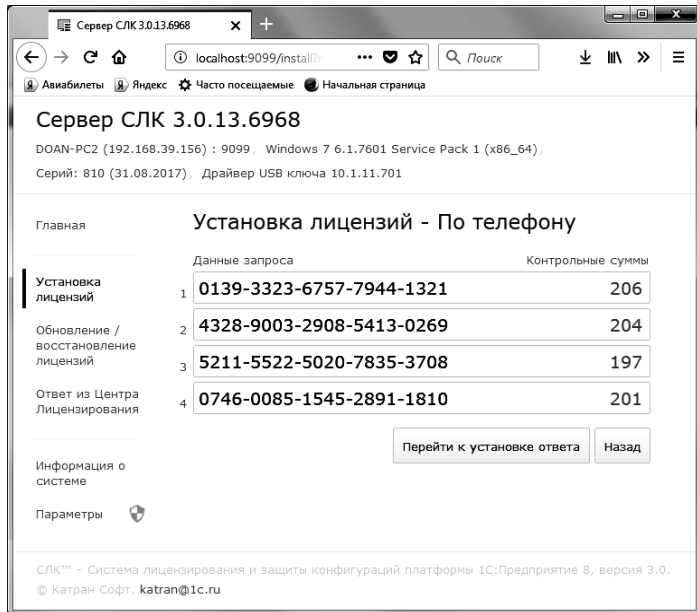 Сервер СЛК 3.0.13.6968
localhost:9099/install?
Поиск
Авиабилеты Яндекс Часто посещаемые Начальная страница
Сервер СЛК 3.0.13.6968
DOAN-PC2 (192.168.39.156) : 9099, Windows 7 6.1.7601 Service Pack 1 (x86_64),
Серий: 810 (31.08.2017), Драйвер USB ключа 10.1.11.701
Главная
Установка лицензий
Обновление /
восстановление
лицензий
Ответ из Центра
Лицензирования
Информация о
системе
Параметры
Установка лицензий - По телефону
Данные запроса Контрольные суммы
1 0139-3323-6757-7944-1321 206
2 4328-9003-2908-5413-0269 204
3 5211-5522-5020-7835-3708 197
4 0746-0085-1545-2891-1810 201
Перейти к установке ответа Назад
СЛК™ - Система лицензирования и защиты конфигураций платформы 1С:Предприятие 8, версия 3.0.
© Катран Софт, katran@1c.ru